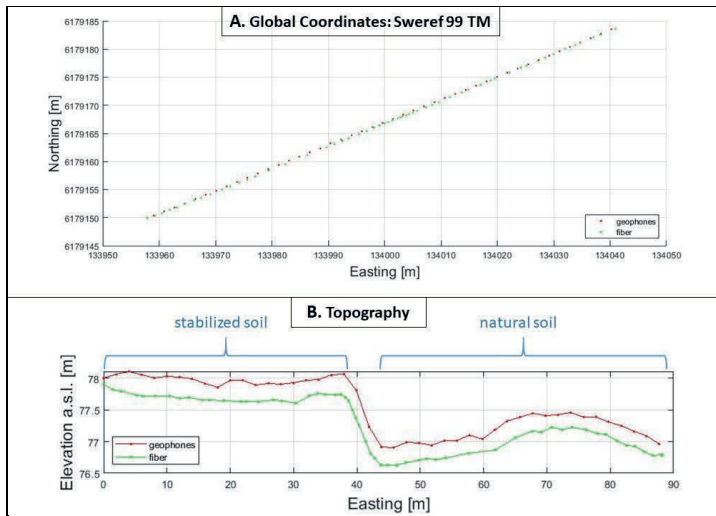 A. Global Coordinates: Sweref 99 TM
6179185
6179180
6179175
6179170
6179165
6179160
6179155
6179150
6179145
Northing [m]
geophones
fiber
133950 133960 133970 133980 133990 134000 134010 134020 134030 134040 134050
Easting [m]
B. Topography
stabilized soil natural soil
78
77.5
77
76.5
Elevation a.s.l. [m]
geophones
fiber
0 10 20 30 40 50 60 70 80 90
Easting [m]